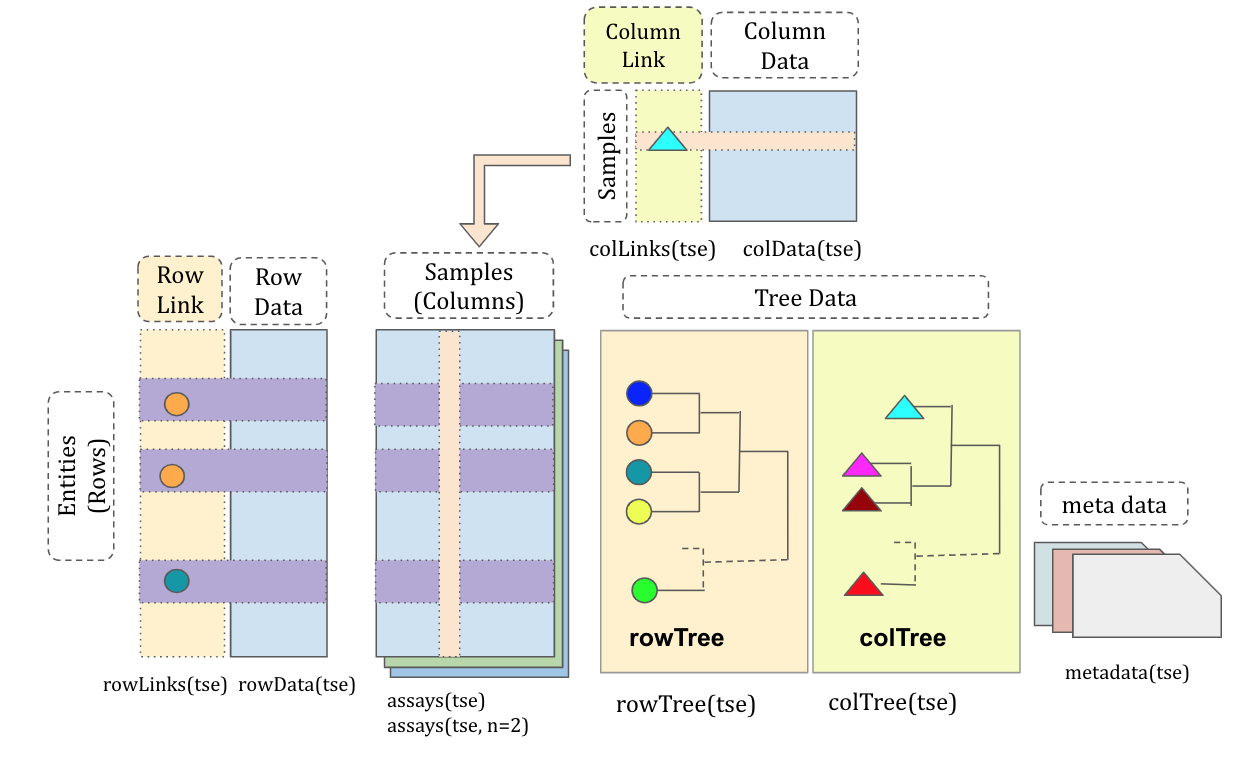 Column
Link
Column
Data
Samples
colLinks(tse)
colData(tse)
Row
Link
Row
Data
Samples
(Columns)
Tree Data
Entities
(Rows)
meta data
rowTree
colTree
rowLinks(tse)
rowData(tse)
assays(tse)
assays(tse, n=2)
rowTree(tse)
colTree(tse)
metadata(tse)